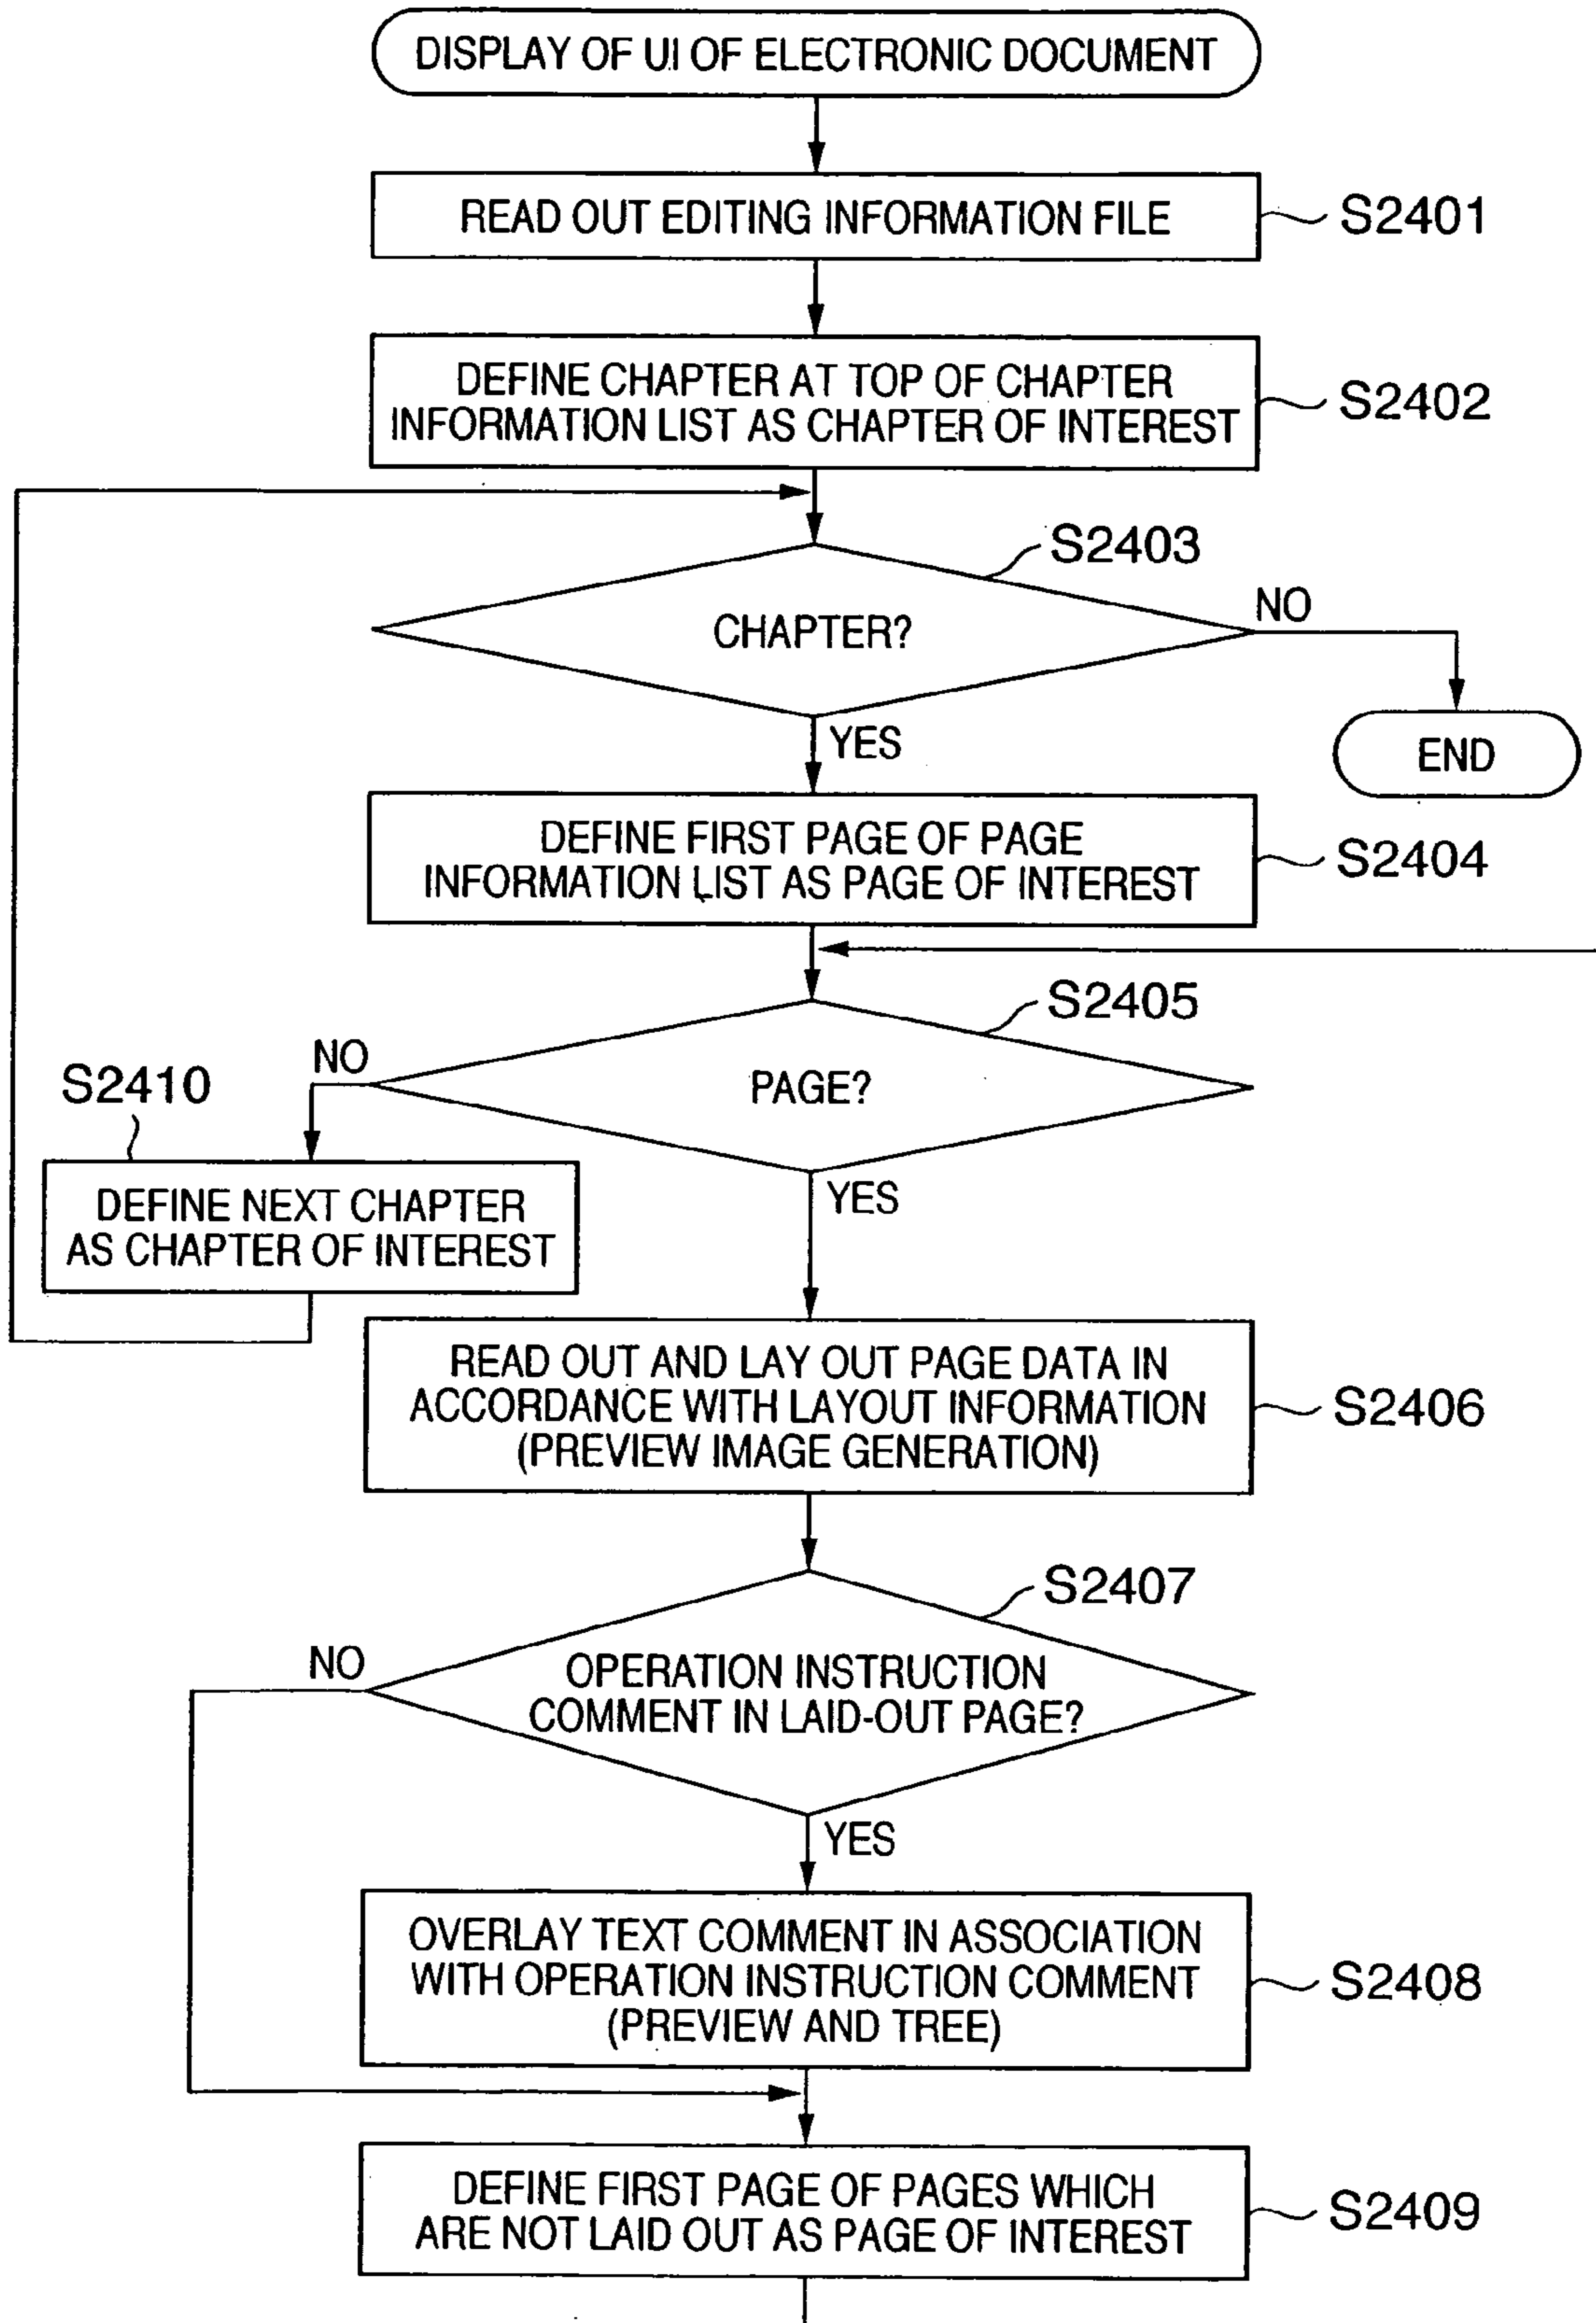 DISPLAY OF UI OF ELECTRONIC DOCUMENT
READ OUT EDITING INFORMATION FILE
S2401
DEFINE CHAPTER AT TOP OF CHAPTER
INFORMATION LIST AS CHAPTER OF INTEREST
S2402
S2403
CHAPTER?
NO
YES
END
DEFINE FIRST PAGE OF PAGE
INFORMATION LIST AS PAGE OF INTEREST
S2404
S2405
PAGE?
NO
S2410
YES
DEFINE NEXT CHAPTER
AS CHAPTER OF INTEREST
READ OUT AND LAY OUT PAGE DATA IN
ACCORDANCE WITH LAYOUT INFORMATION
(PREVIEW IMAGE GENERATION)
S2406
S2407
NO
OPERATION INSTRUCTION
COMMENT IN LAID-OUT PAGE?
YES
OVERLAY TEXT COMMENT IN ASSOCIATION
WITH OPERATION INSTRUCTION COMMENT
(PREVIEW AND TREE)
S2408
DEFINE FIRST PAGE OF PAGES WHICH
ARE NOT LAID OUT AS PAGE OF INTEREST
S2409